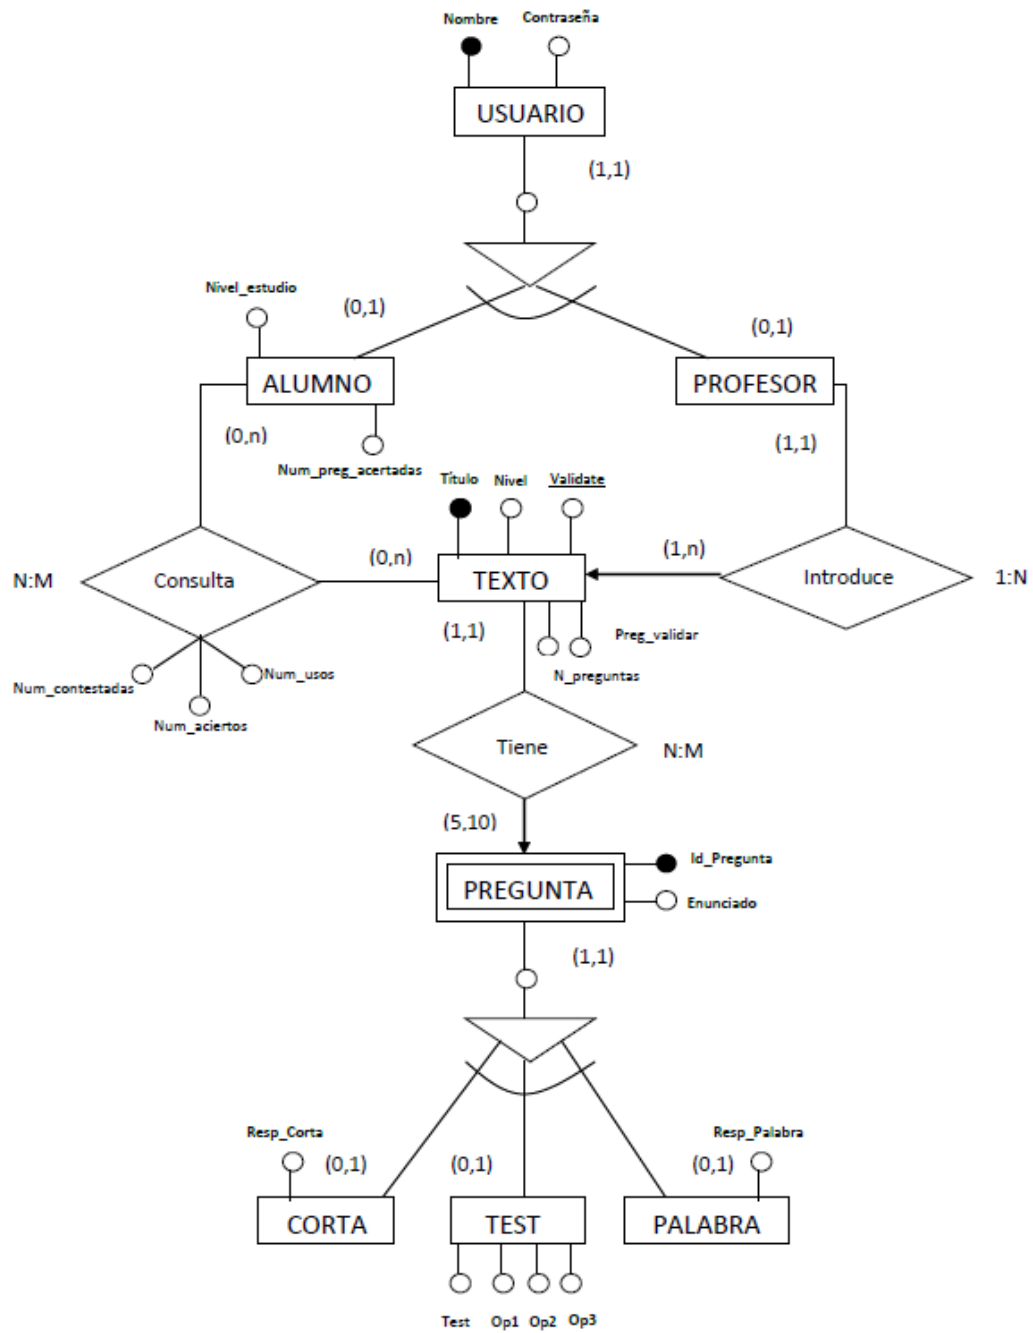 Nombre
Contraseña
USUARIO
(1,1)
Nivel_estudio
(0,1)
(0,1)
ALUMNO
PROFESOR
(0,n)
(1,1)
Num_preg_acertadas
Título
Nivel
Validate
N:M
Consulta
(0,n)
TEXTO
(1,n)
Introduce
1:N
(1,1)
Preg_validar
N_preguntas
Num_contestadas
Num_usos
Num_aciertos
Tiene
N:M
(5,10)
PREGUNTA
Id_Pregunta
Enunciado
(1,1)
Resp_Corta
Resp_Palabra
(0,1)
(0,1)
(0,1)
CORTA
TEST
PALABRA
Test
Op1
Op2
Op3